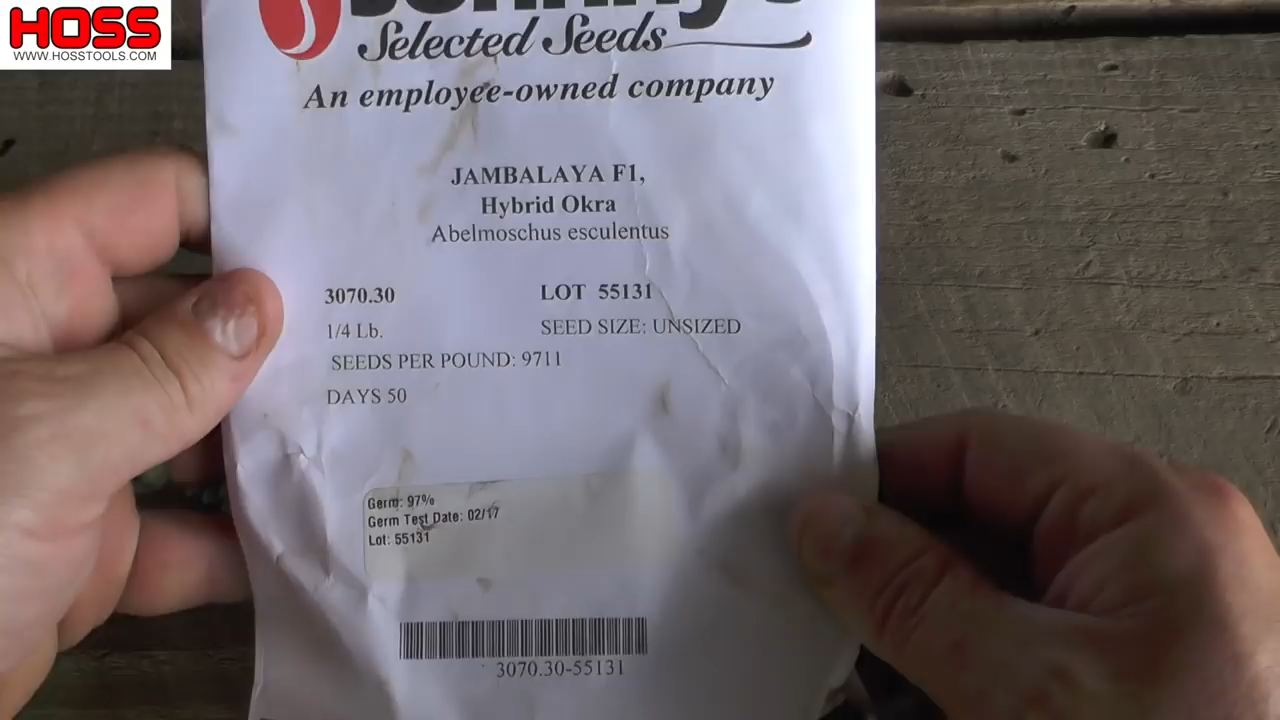 HOSS
WWW.HOSSTOOLS.COM
Johnny's
Selected Seeds
An employee-owned company
JAMBALAYA F1,
Hybrid Okra
Abelmoschus esculentus
3070.30 LOT 55131
1/4 Lb. SEED SIZE: UNSIZED
SEEDS PER POUND: 9711
DAYS 50
Germ: 97%
Germ Test Date: 02/17
Lot: 55131
3070.30-55131